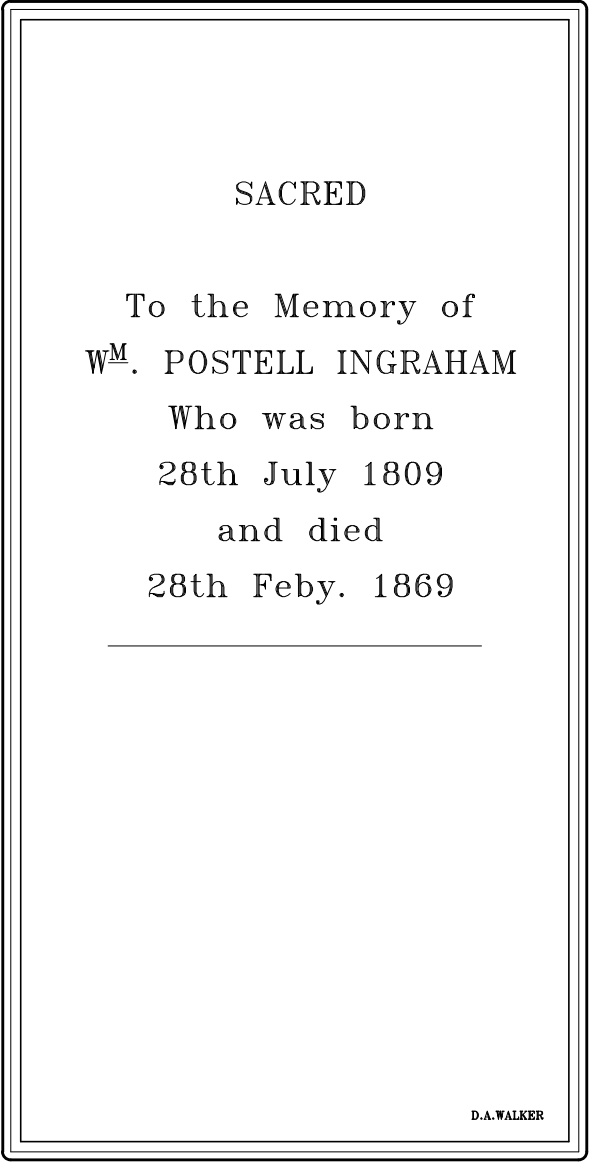 SACRED
To the Memory of
Wᴹ. POSTELL INGRAHAM
Who was born
28th July 1809
and died
28th Feby. 1869
D.A.WALKER